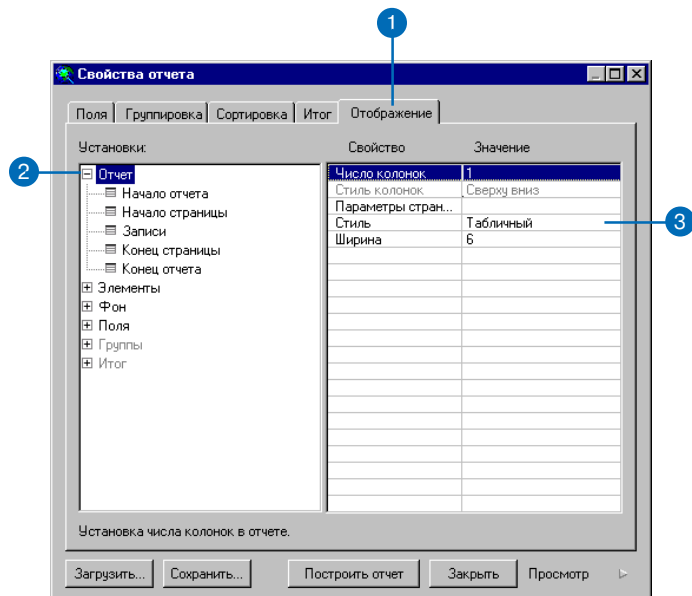 1
Свойства отчета
Поля Группировка Сортировка Итог Отображение
Установки: Свойство Значение
2
Отчет
Начало отчета
Начало страницы
Записи
Конец страницы
Конец отчета
Элементы
Фон
Поля
Группы
Итог
Число колонок 1
Стиль колонок Сверху вниз
Параметры стран...
Стиль Табличный
3
Ширина 6
Установка числа колонок в отчете.
Загрузить... Сохранить... Построить отчет Закрыть Просмотр